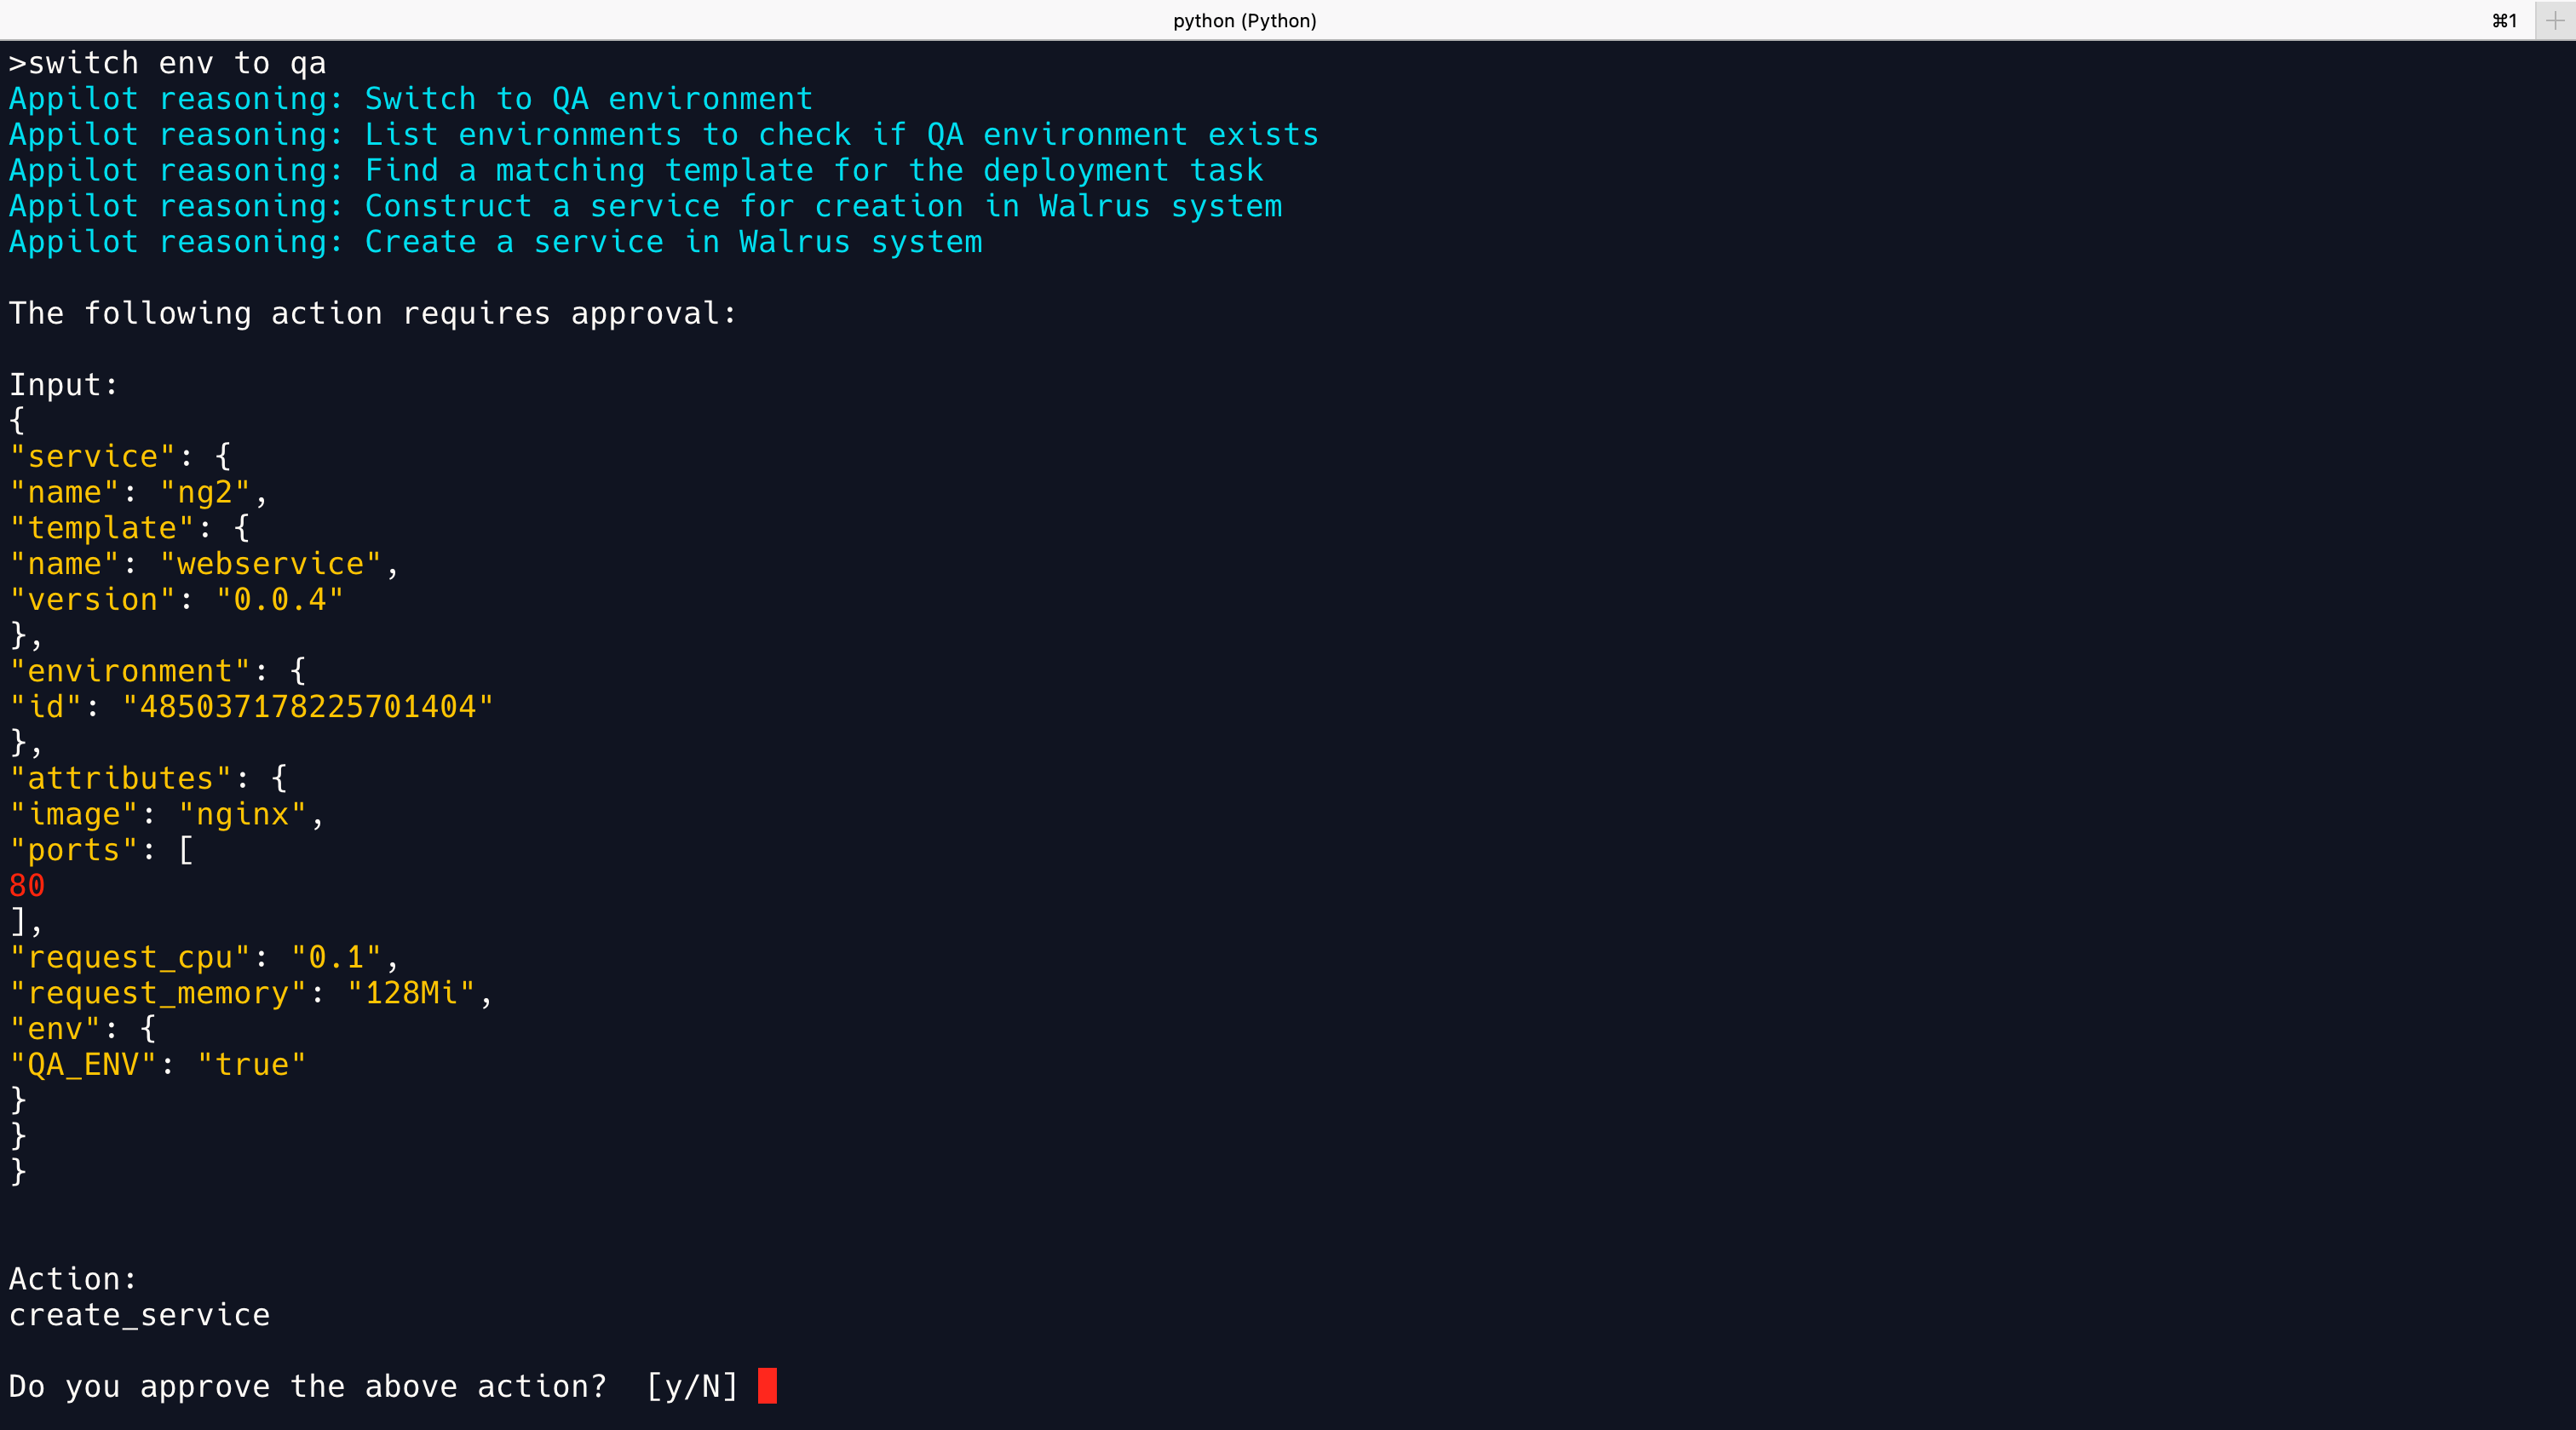 python (Python)
⌘1
>switch env to qa
Appilot reasoning: Switch to QA environment
Appilot reasoning: List environments to check if QA environment exists
Appilot reasoning: Find a matching template for the deployment task
Appilot reasoning: Construct a service for creation in Walrus system
Appilot reasoning: Create a service in Walrus system
The following action requires approval:
Input:
{
"service": {
"name": "ng2",
"template": {
"name": "webservice",
"version": "0.0.4"
},
"environment": {
"id": "485037178225701404"
},
"attributes": {
"image": "nginx",
"ports": [
80
],
"request_cpu": "0.1",
"request_memory": "128Mi",
"env": {
"QA_ENV": "true"
}
}
}
Action:
create_service
Do you approve the above action?  [y/N]